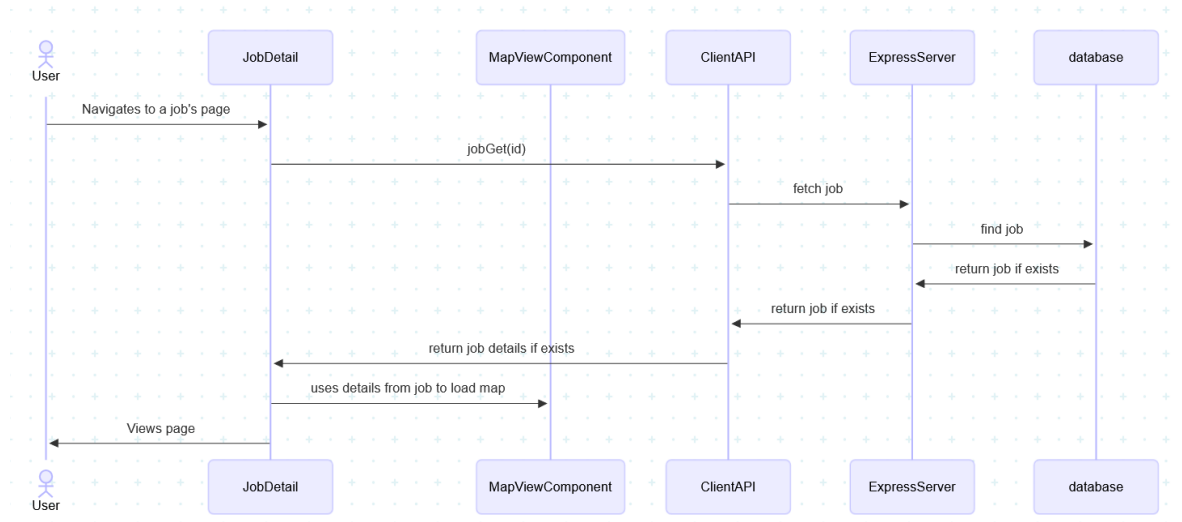 User
JobDetail
MapViewComponent
ClientAPI
ExpressServer
database
Navigates to a job's page
jobGet(id)
fetch job
find job
return job if exists
return job if exists
return job details if exists
uses details from job to load map
Views page
User
JobDetail
MapViewComponent
ClientAPI
ExpressServer
database